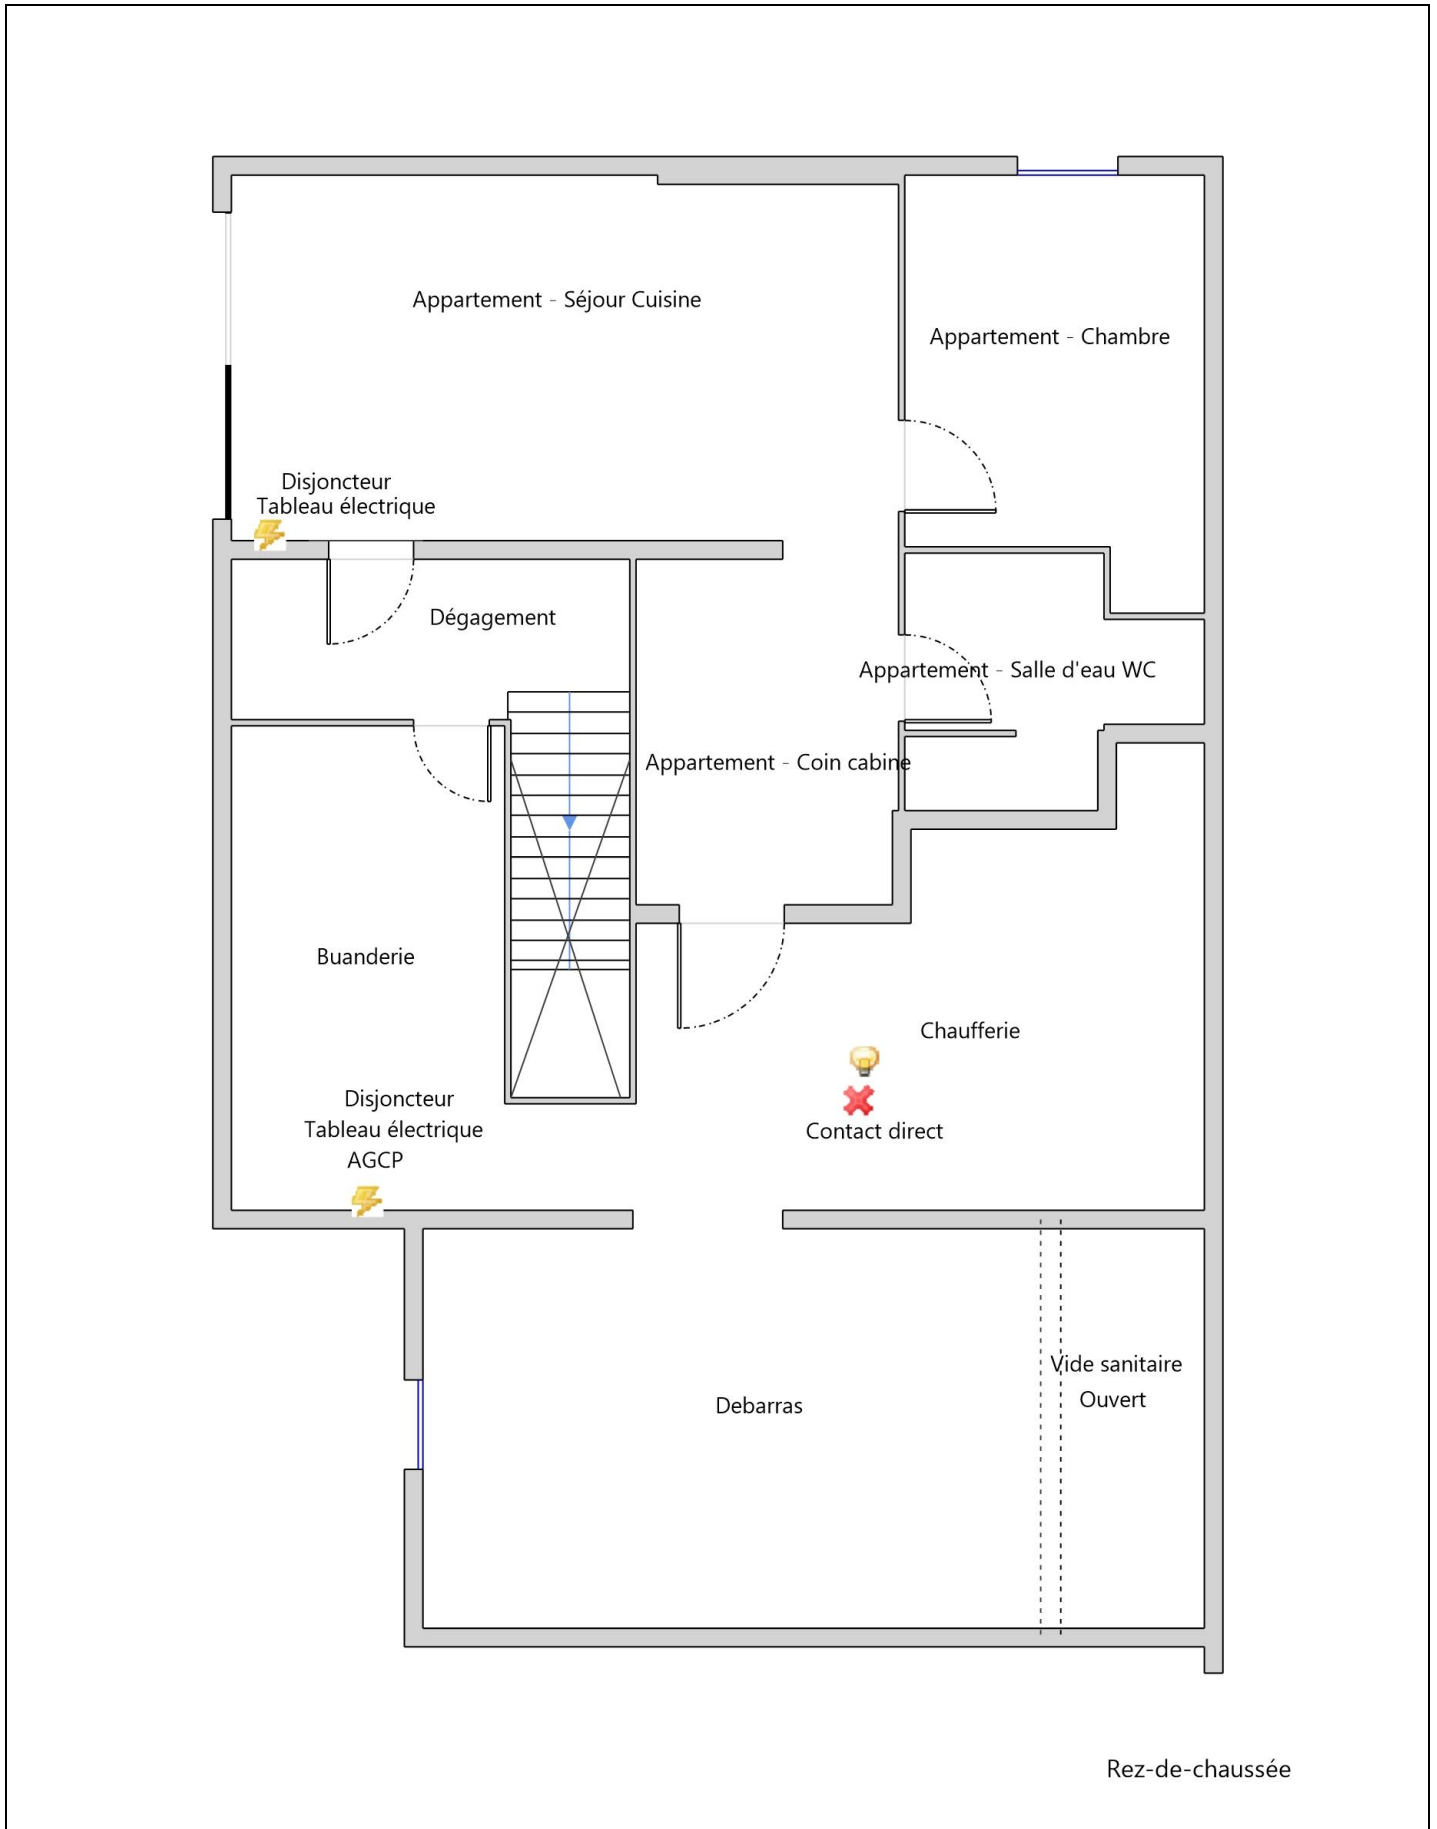 Appartement - Séjour Cuisine
Appartement - Chambre
Disjoncteur
Tableau électrique
Dégagement
Appartement - Salle d'eau WC
Appartement - Coin cabine
Buanderie
Chaufferie
Disjoncteur
Tableau électrique
AGCP
Contact direct
Vide sanitaire
Ouvert
Debarras
Rez-de-chaussée